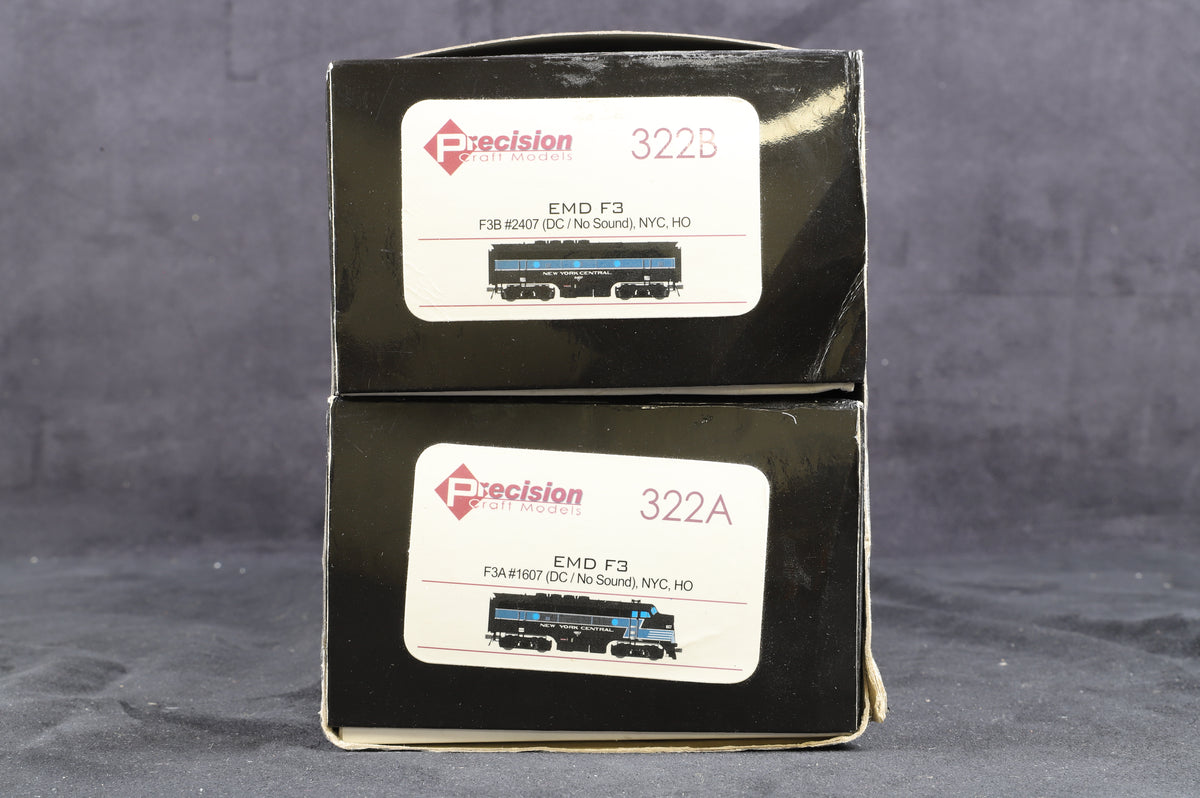 Precision
Craft Models
322B
EMD F3
F3B #2407 (DC / No Sound), NYC, HO
NEW YORK CENTRAL
Precision
Craft Models
322A
EMD F3
F3A #1607 (DC / No Sound), NYC, HO
NEW YORK CENTRAL